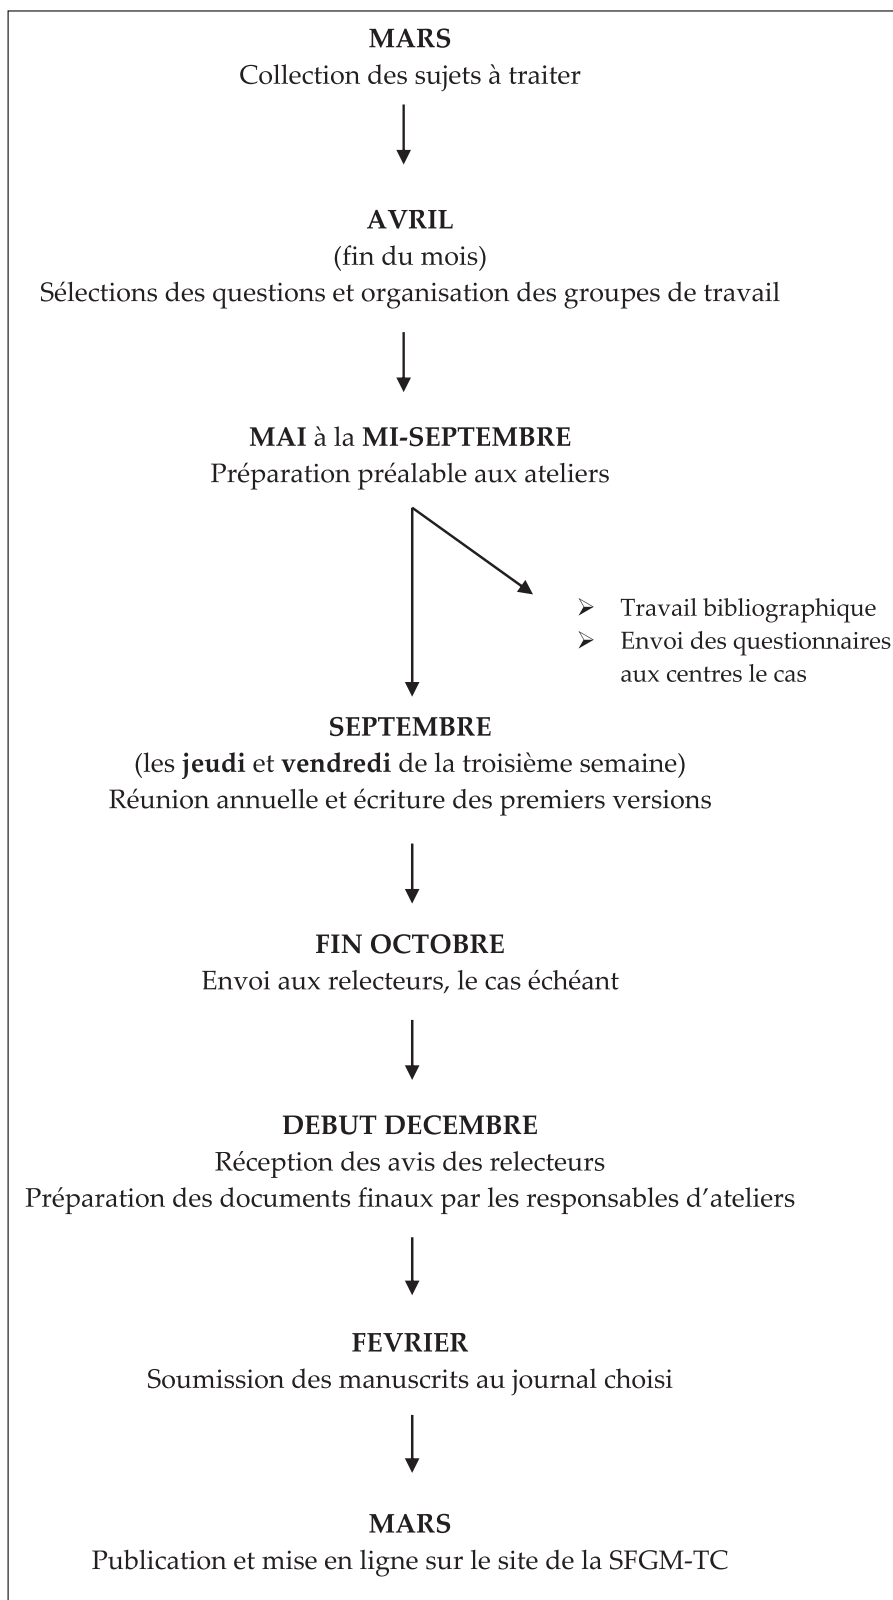 MARS
Collection des sujets à traiter
AVRIL
(fin du mois)
Sélections des questions et organisation des groupes de travail
MAI à la MI-SEPTEMBRE
Préparation préalable aux ateliers
➢ Travail bibliographique
➢ Envoi des questionnaires
aux centres le cas
SEPTEMBRE
(les jeudi et vendredi de la troisième semaine)
Réunion annuelle et écriture des premiers versions
FIN OCTOBRE
Envoi aux relecteurs, le cas échéant
DEBUT DECEMBRE
Réception des avis des relecteurs
Préparation des documents finaux par les responsables d’ateliers
FEVRIER
Soumission des manuscrits au journal choisi
MARS
Publication et mise en ligne sur le site de la SFGM-TC